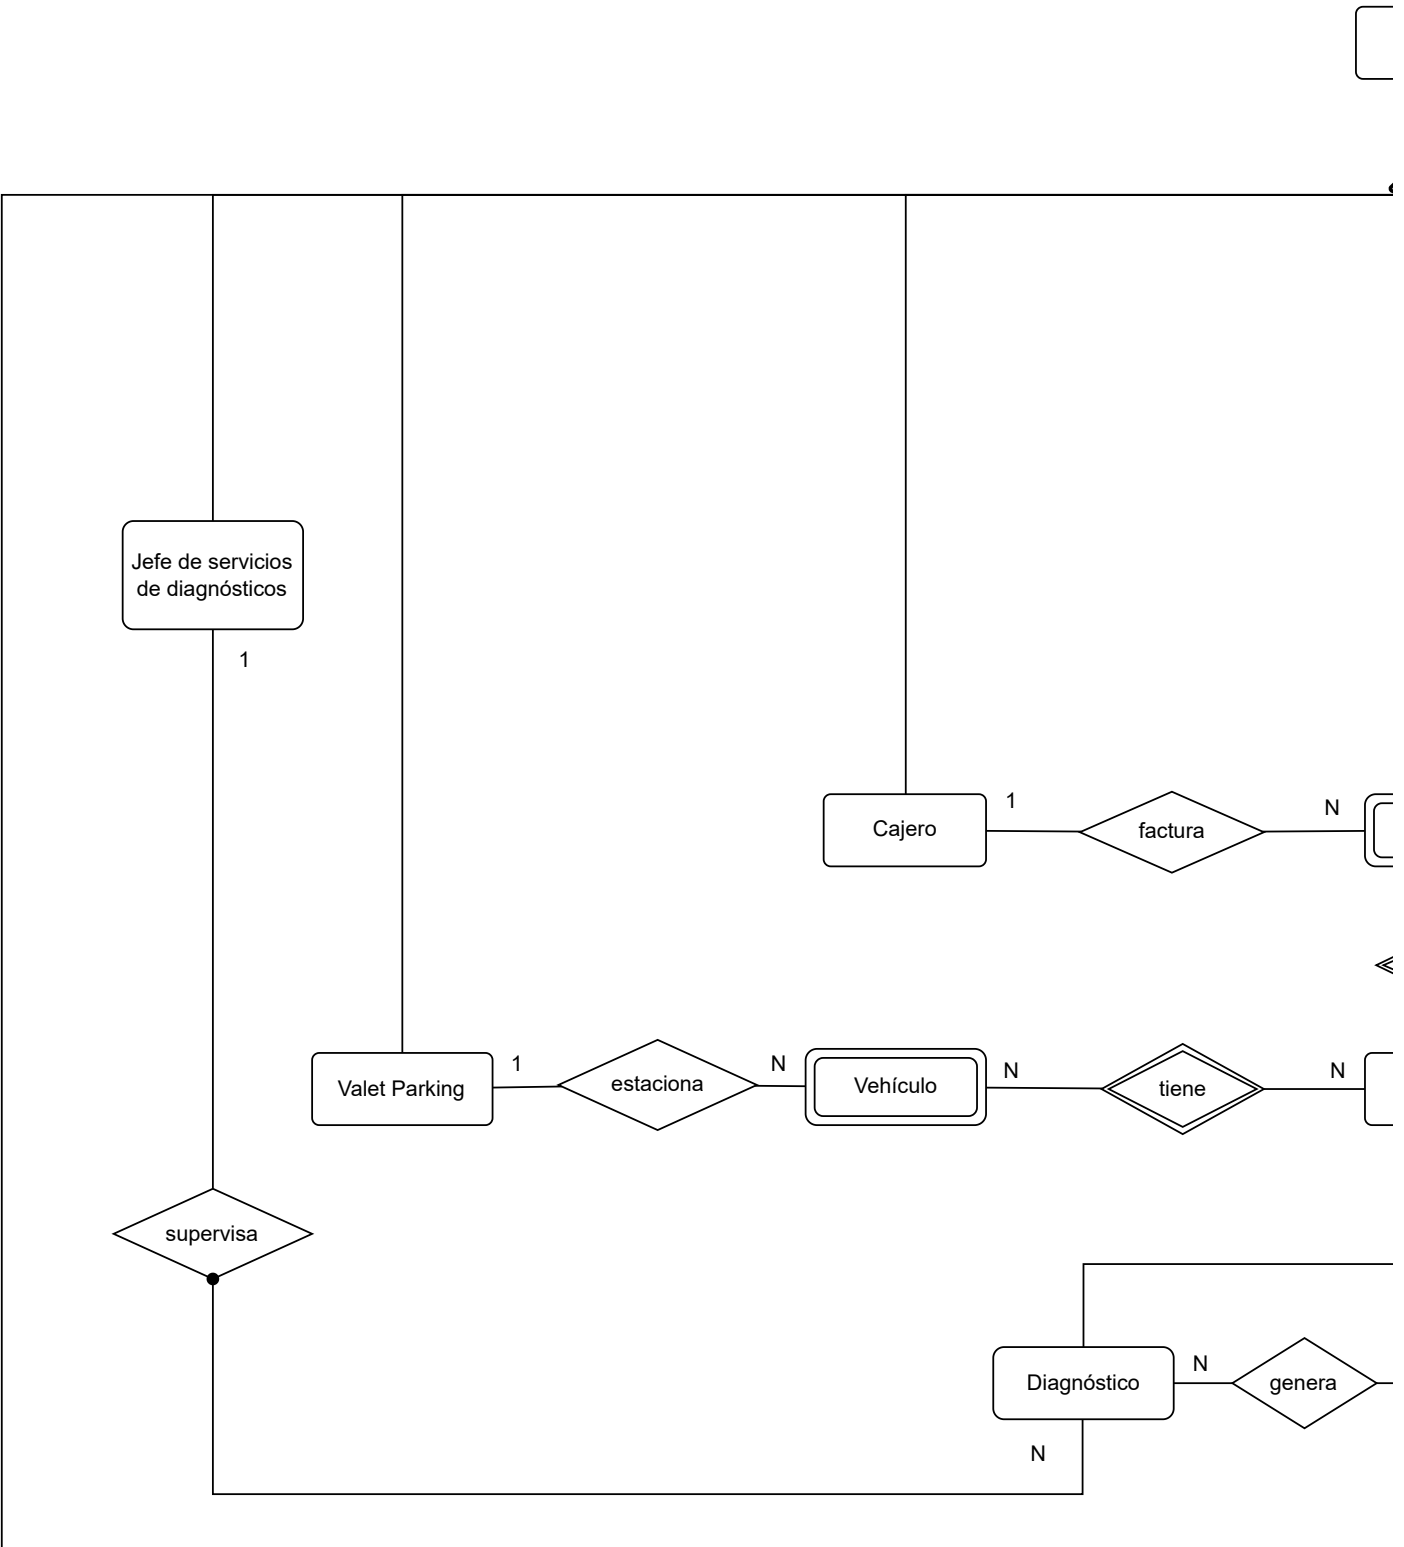 Jefe de servicios
de diagnósticos
1
Cajero
1
factura
N
Valet Parking
1
estaciona
N
Vehículo
N
tiene
N
supervisa
Diagnóstico
N
genera
N